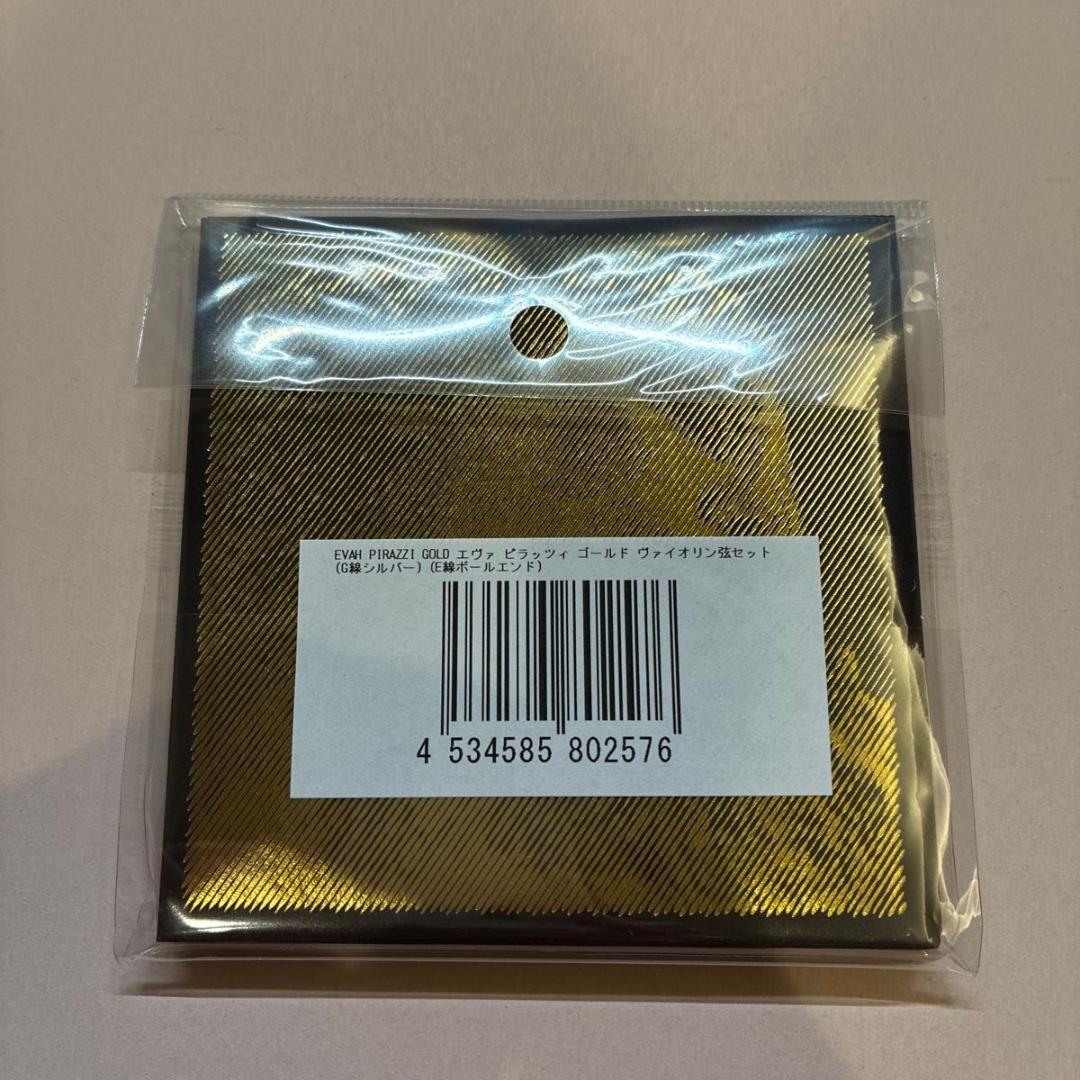 EVAH PIRAZZI GOLD エヴァ ピラッツィ ゴールド ヴァイオリン弦セット
(G線シルバー) (E線ボールエンド)
4 534585 802576